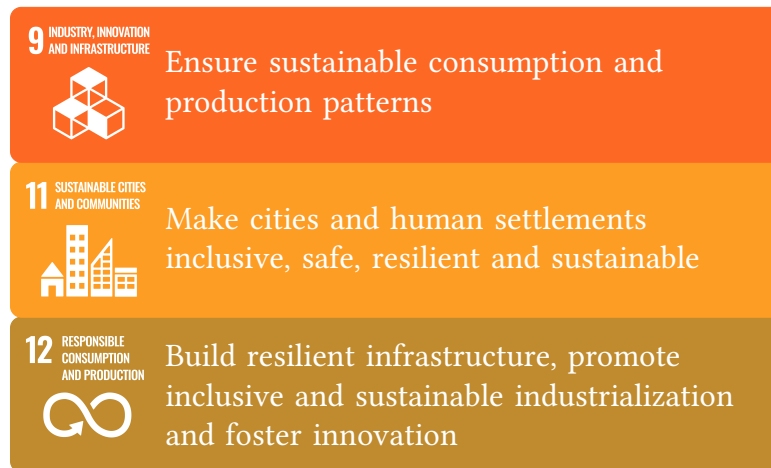 9 INDUSTRY, INNOVATION
AND INFRASTRUCTURE
Ensure sustainable consumption and
production patterns
11 SUSTAINABLE CITIES
AND COMMUNITIES
Make cities and human settlements
inclusive, safe, resilient and sustainable
12 RESPONSIBLE
CONSUMPTION
AND PRODUCTION
Build resilient infrastructure, promote
inclusive and sustainable industrialization
and foster innovation